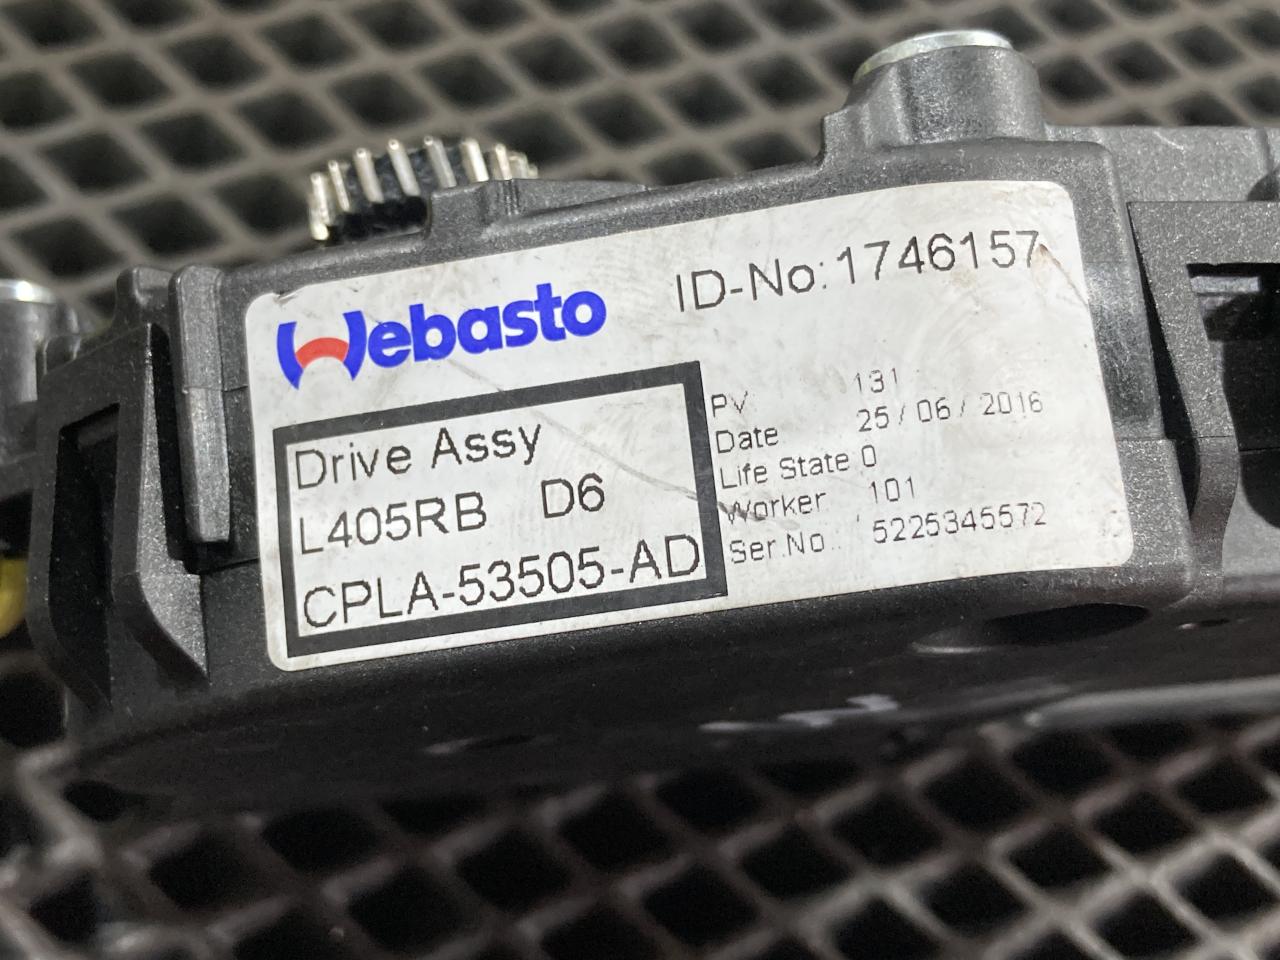 Webasto
ID-No: 1746157
Drive Assy
L405RB D6
CPLA-53505-AD
PV 131
Date 25/06/2016
Life State 0
Worker 101
Ser.No.: 5225345572